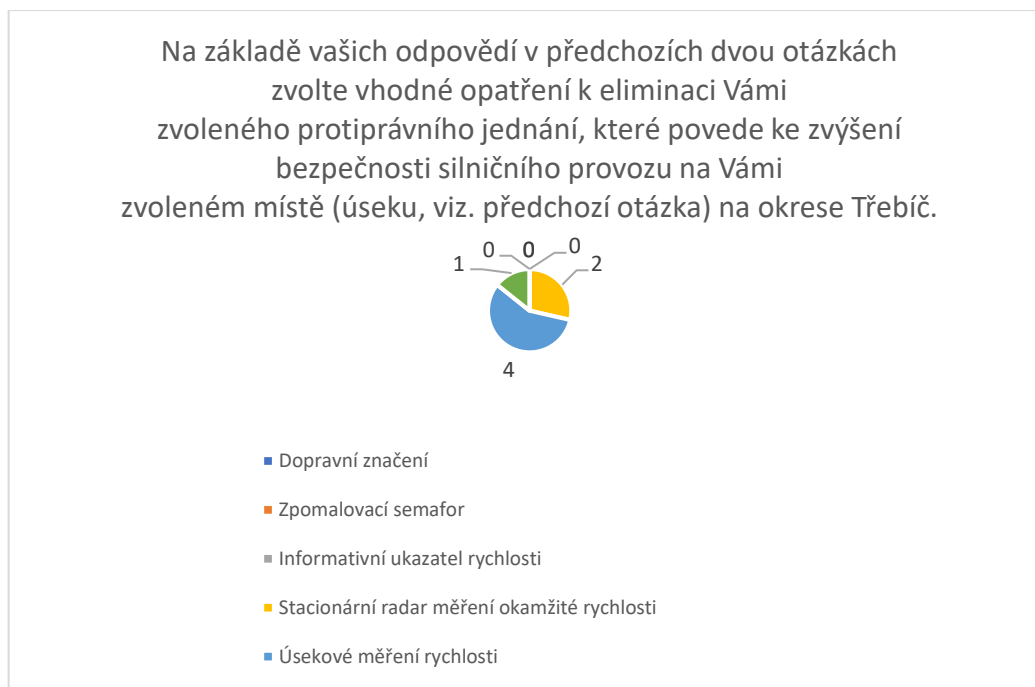 Na základě vašich odpovědí v předchozích dvou otázkách
zvolte vhodné opatření k eliminaci Vámi
zvoleného protiprávního jednání, které povede ke zvýšení
bezpečnosti silničního provozu na Vámi
zvoleném místě (úseku, viz. předchozí otázka) na okrese Třebíč.
0 0 0
1 2
4
Dopravní značení
Zpomalovací semafor
Informativní ukazatel rychlosti
Stacionární radar měření okamžité rychlosti
Úsekové měření rychlosti